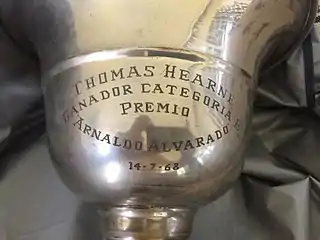 THOMAS HEARNE
GANADOR CATEGORIA
PREMIO
ARNALDO ALVARADO
14-7-68